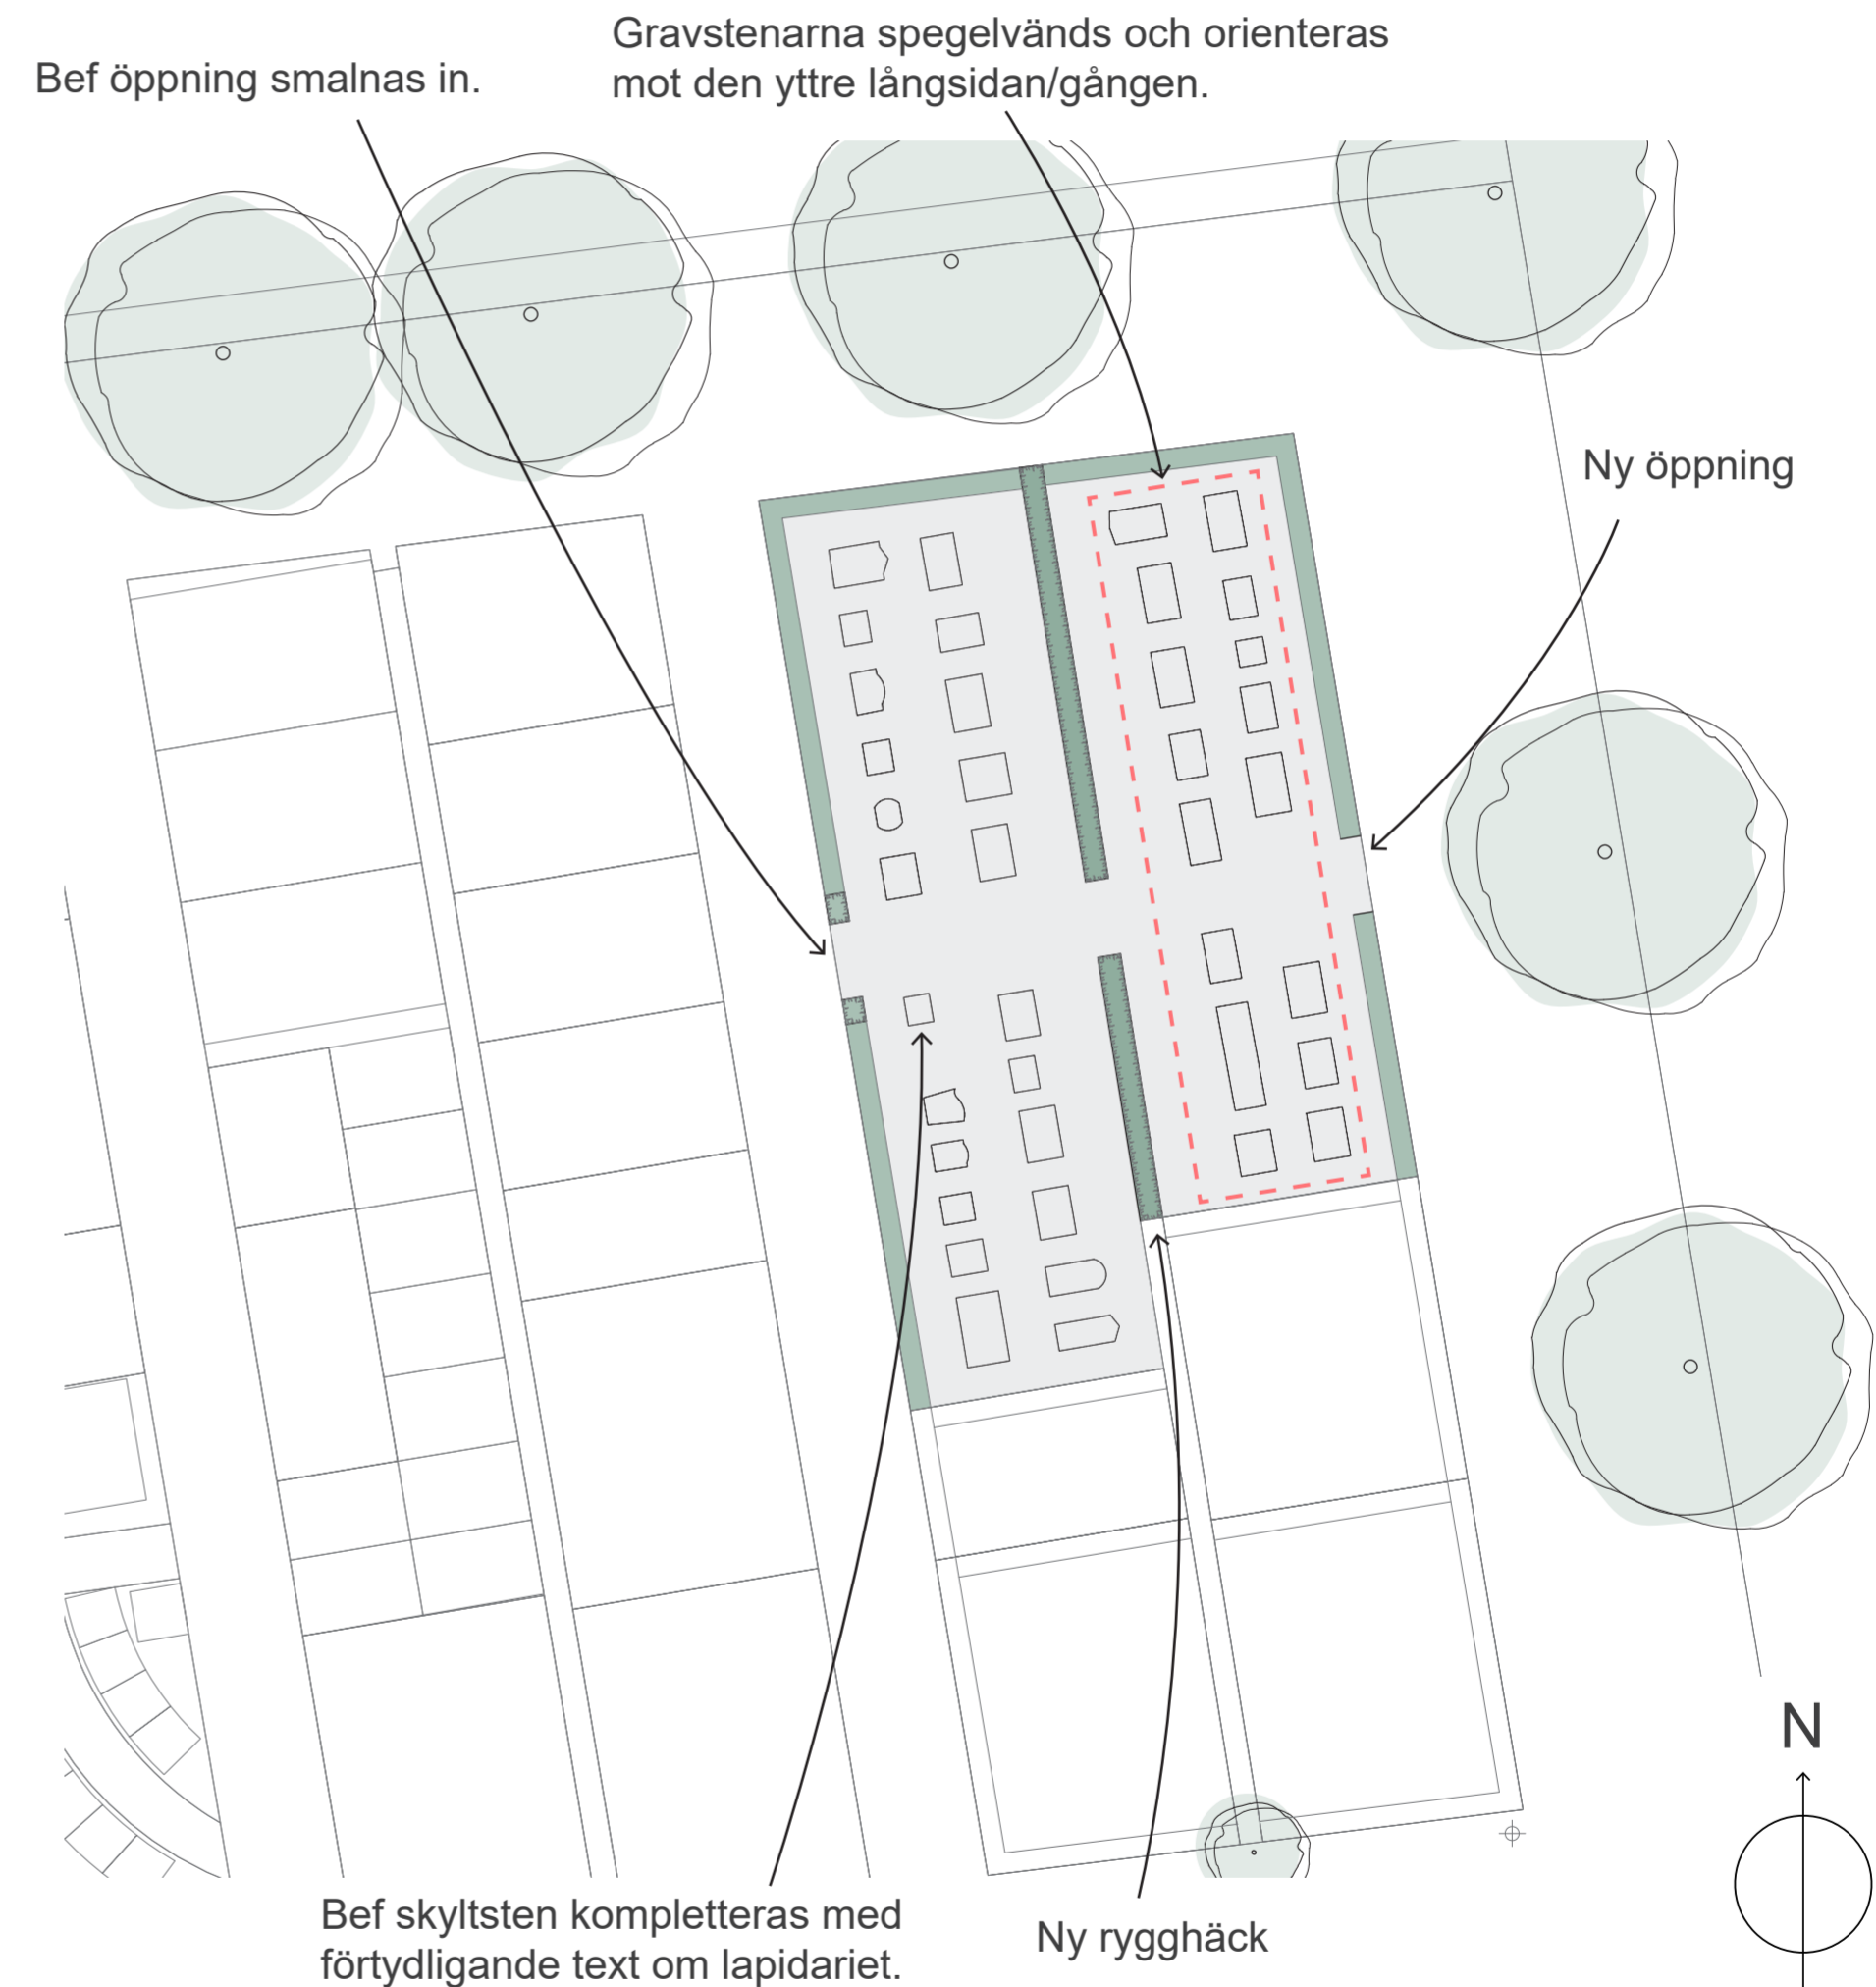 Gravstenarna spegelvänds och orienteras
mot den yttre långsidan/gången.
Bef öppning smalnas in.
Ny öppning
N
Bef skyltsten kompletteras med
förtydligande text om lapidariet.
Ny rygghäck